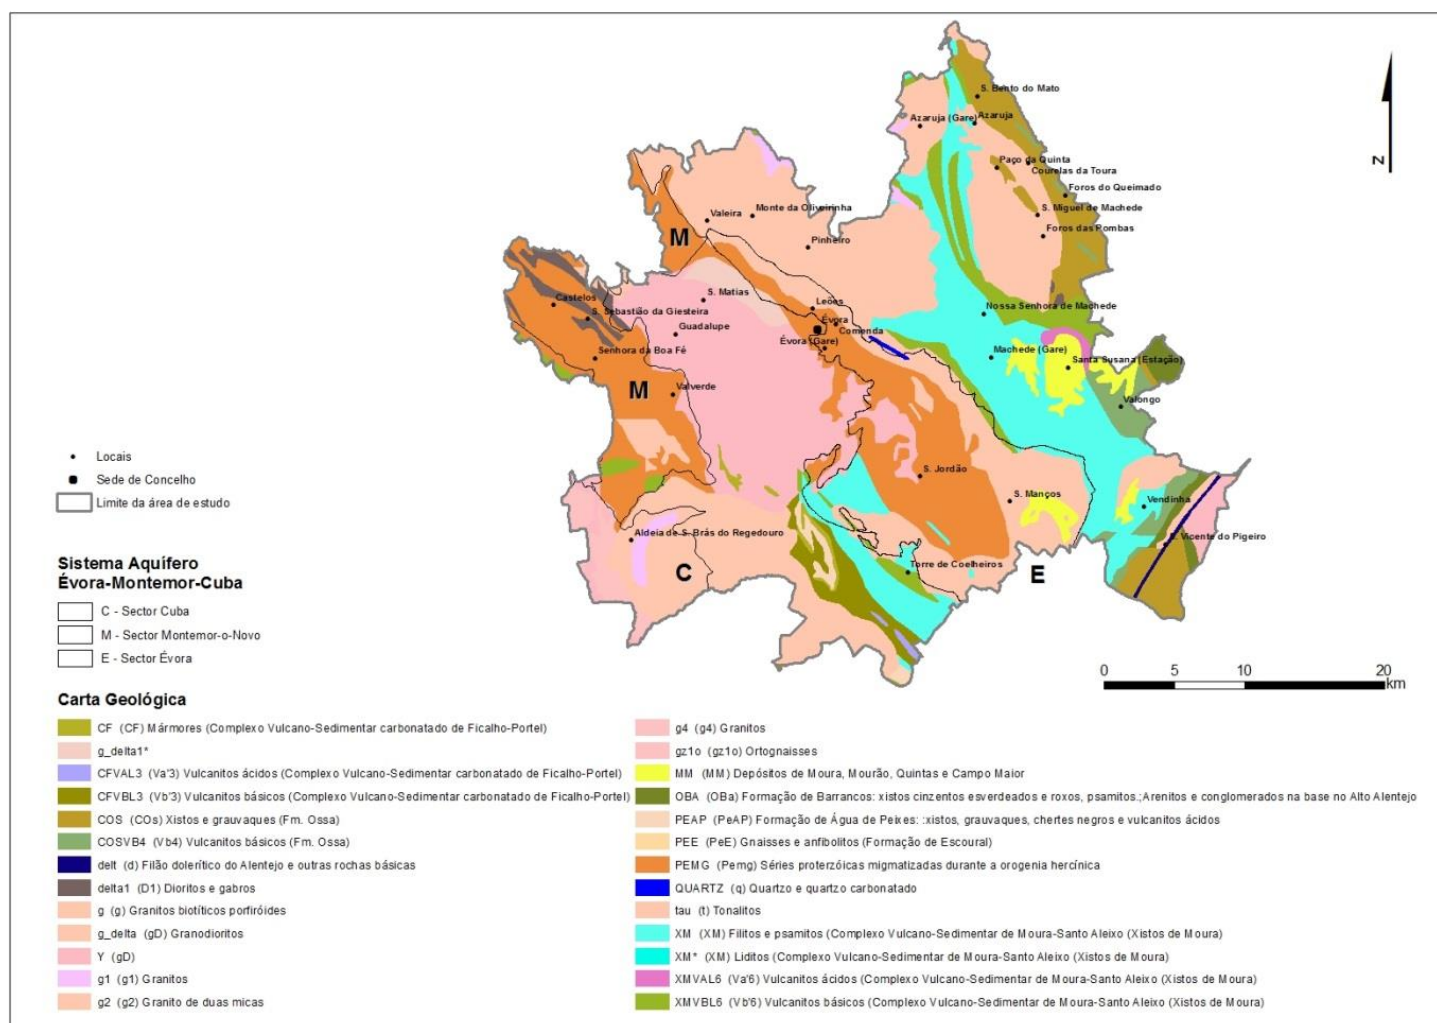 S. Bento do Mato
Azaruja (Gare)
Azaruja
N
Paço da Quinta
Courelas da Toura
Foros do Queimado
Valeira
Monte da Oliveirinha
S. Miguel de Machede
Foros das Pombas
M
Pinheiro
Castelos
S. Matias
Leões
Nossa Senhora de Machede
S. Sebastião da Giesteira
Évora
Guadalupe
Comenda
Évora (Gare)
Senhora da Boa Fé
Machede (Gare)
Santa Susana (Estação)
M
Valverde
Valongo
Locais
Sede de Concelho
Limite da área de estudo
S. Jordão
S. Manços
Vendinha
Aldeia de S. Brás do Regedouro
S. Vicente do Pigeiro
C
Torre de Coelheiros
E
Sistema Aquífero
Évora-Montemor-Cuba
C - Sector Cuba
M - Sector Montemor-o-Novo
E - Sector Évora
0 5 10 20
km
Carta Geológica
CF (CF) Mármores (Complexo Vulcano-Sedimentar carbonatado de Ficalho-Portel)
g_delta1*
CFVAL3 (Va'3) Vulcanitos ácidos (Complexo Vulcano-Sedimentar carbonatado de Ficalho-Portel)
CFVBL3 (Vb'3) Vulcanitos básicos (Complexo Vulcano-Sedimentar carbonatado de Ficalho-Portel)
COS (COs) Xistos e grauvaques (Fm. Ossa)
COSVB4 (Vb4) Vulcanitos básicos (Fm. Ossa)
delt (d) Filão dolerítico do Alentejo e outras rochas básicas
delta1 (D1) Dioritos e gabros
g (g) Granitos biotíticos porfiróides
g_delta (gD) Granodioritos
Y (gD)
g1 (g1) Granitos
g2 (g2) Granito de duas micas
g4 (g4) Granitos
gz1o (gz1o) Ortognaisses
MM (MM) Depósitos de Moura, Mourão, Quintas e Campo Maior
OBA (OBa) Formação de Barrancos: xistos cinzentos esverdeados e roxos, psamitos.;Arenitos e conglomerados na base no Alto Alentejo
PEAP (PeAP) Formação de Água de Peixes: :xistos, grauvaques, chertes negros e vulcanitos ácidos
PEE (PeE) Gnaisses e anfibolitos (Formação de Escoural)
PEMG (Pemg) Séries proterzóicas migmatizadas durante a orogenia hercínica
QUARTZ (q) Quartzo e quartzo carbonatado
tau (t) Tonalitos
XM (XM) Filitos e psamitos (Complexo Vulcano-Sedimentar de Moura-Santo Aleixo (Xistos de Moura)
XM* (XM) Liditos (Complexo Vulcano-Sedimentar de Moura-Santo Aleixo (Xistos de Moura)
XMVAL6 (Va'6) Vulcanitos ácidos (Complexo Vulcano-Sedimentar de Moura-Santo Aleixo (Xistos de Moura)
XMVBL6 (Vb'6) Vulcanitos básicos (Complexo Vulcano-Sedimentar de Moura-Santo Aleixo (Xistos de Moura)